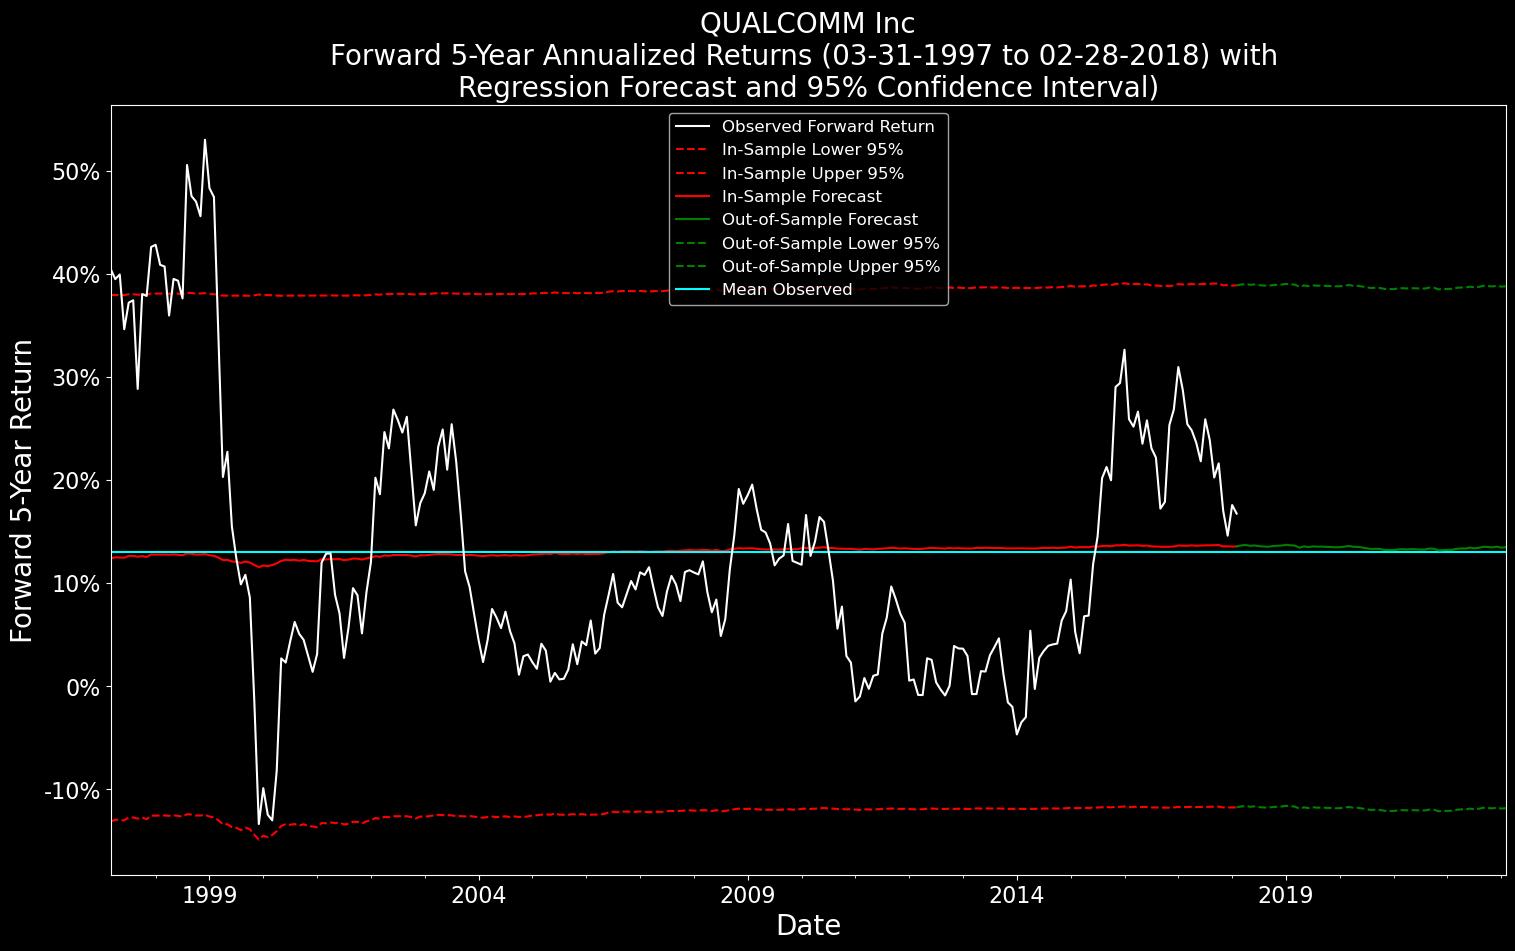 QUALCOMM Inc
Forward 5-Year Annualized Returns (03-31-1997 to 02-28-2018) with
Regression Forecast and 95% Confidence Interval)
Observed Forward Return
In-Sample Lower 95%
In-Sample Upper 95%
In-Sample Forecast
Out-of-Sample Forecast
Out-of-Sample Lower 95%
Out-of-Sample Upper 95%
Mean Observed
Forward 5-Year Return
50%
40%
30%
20%
10%
0%
-10%
1999
2004
2009
2014
2019
Date